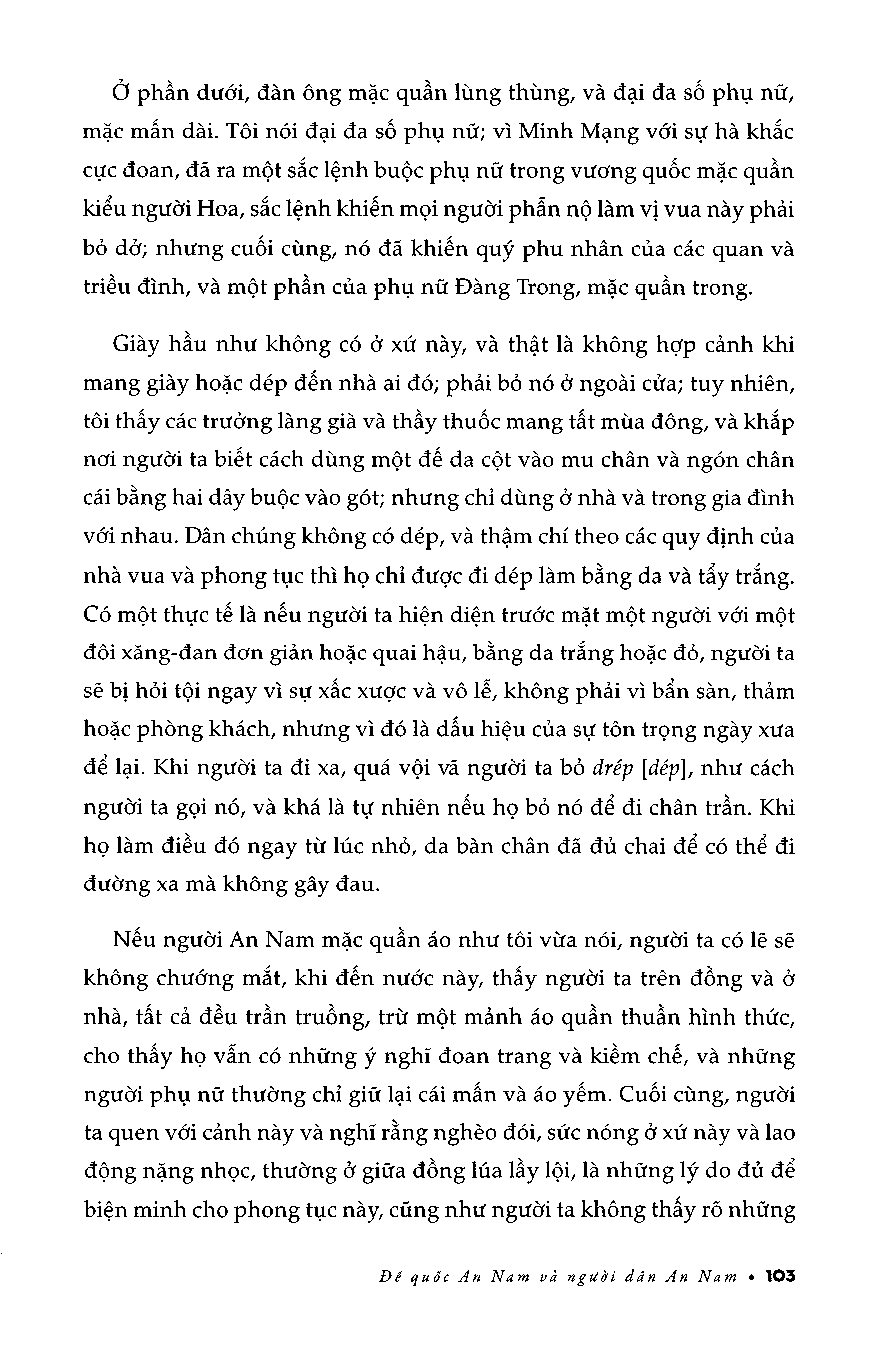 Ở phần dưới, đàn ông mặc quần lùng thùng, và đại đa số phụ nữ,
mặc mấn dài. Tôi nói đại đa số phụ nữ; vì Minh Mạng với sự hà khắc
cực đoan, đã ra một sắc lệnh buộc phụ nữ trong vương quốc mặc quần
kiểu người Hoa, sắc lệnh khiến mọi người phẫn nộ làm vị vua này phải
bỏ dở; nhưng cuối cùng, nó đã khiến quý phu nhân của các quan và
triều đình, và một phần của phụ nữ Đàng Trong, mặc quần trong.
Giày hầu như không có ở xứ này, và thật là không hợp cảnh khi
mang giày hoặc dép đến nhà ai đó; phải bỏ nó ở ngoài cửa; tuy nhiên,
tôi thấy các trưởng làng già và thầy thuốc mang tất mùa đông, và khắp
nơi người ta biết cách dùng một đế da cột vào mu chân và ngón chân
cái bằng hai dây buộc vào gót; nhưng chỉ dùng ở nhà và trong gia đình
với nhau. Dân chúng không có dép, và thậm chí theo các quy định của
nhà vua và phong tục thì họ chỉ được đi dép làm bằng da và tẩy trắng.
Có một thực tế là nếu người ta hiện diện trước mặt một người với một
đôi xăng-đan đơn giản hoặc quai hậu, bằng da trắng hoặc đỏ, người ta
sẽ bị hỏi tội ngay vì sự xấc xược và vô lễ, không phải vì bẩn sàn, thảm
hoặc phòng khách, nhưng vì đó là dấu hiệu của sự tôn trọng ngày xưa
để lại. Khi người ta đi xa, quá vội vã người ta bỏ drép [dép], như cách
người ta gọi nó, và khá là tự nhiên nếu họ bỏ nó để đi chân trần. Khi
họ làm điều đó ngay từ lúc nhỏ, da bàn chân đã đủ chai để có thể đi
đường xa mà không gây đau.
Nếu người An Nam mặc quần áo như tôi vừa nói, người ta có lẽ sẽ
không chướng mắt, khi đến nước này, thấy người ta trên đồng và ở
nhà, tất cả đều trần truồng, trừ một mảnh áo quần thuần hình thức,
cho thấy họ vẫn có những ý nghĩ đoan trang và kiềm chế, và những
người phụ nữ thường chỉ giữ lại cái mấn và áo yếm. Cuối cùng, người
ta quen với cảnh này và nghĩ rằng nghèo đói, sức nóng ở xứ này và lao
động nặng nhọc, thường ở giữa đồng lúa lầy lội, là những lý do đủ để
biện minh cho phong tục này, cũng như người ta không thấy rõ những
Đế quốc An Nam và người dân An Nam • 103